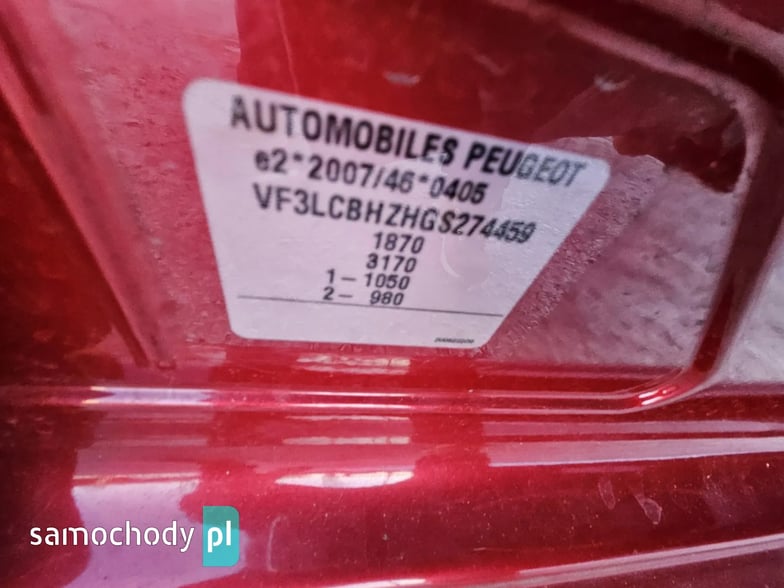 AUTOMOBILES PEUGEOT
e2*2007/46*0405
VF3LCBHZHGS274459
1870
3170
1- 1050
2- 980
samochody pl